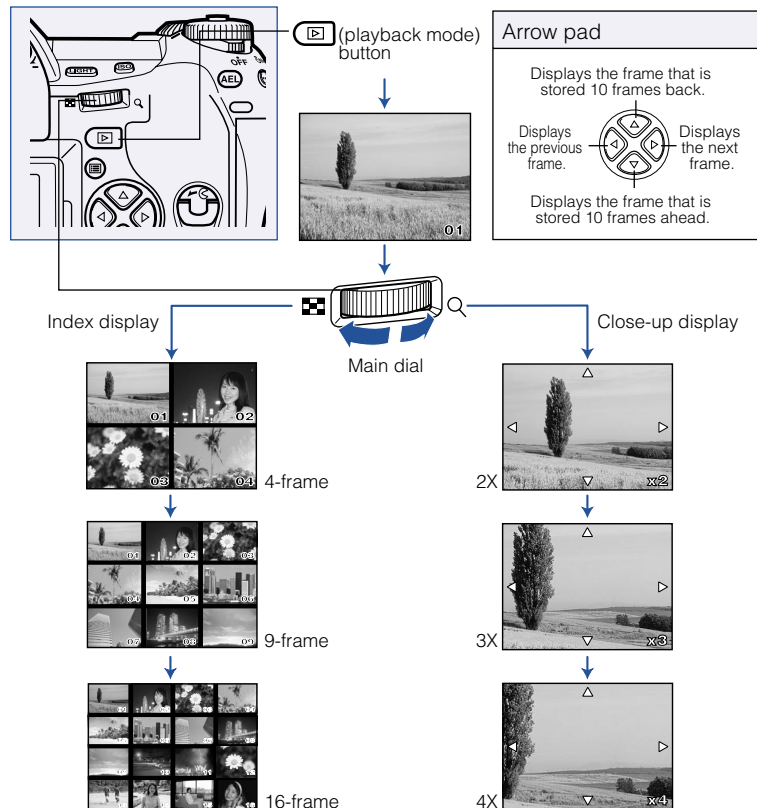 (playback mode)
button
Arrow pad
Displays the frame that is
stored 10 frames back.
Displays
the previous
frame.
Displays
the next
frame.
Displays the frame that is
stored 10 frames ahead.
LIGHT
ISO
OFF
AEL
01
Index display
Close-up display
Main dial
01
02
03
04
4-frame
2X
x2
01
02
03
04
05
06
07
08
09
9-frame
3X
x3
16-frame
4X
x4